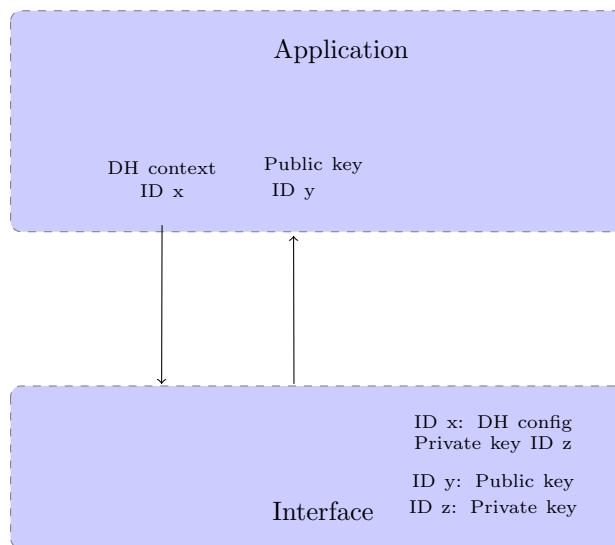 Application
DH context
ID x
Public key
ID y
ID x: DH config
Private key ID z
ID y: Public key
ID z: Private key
Interface